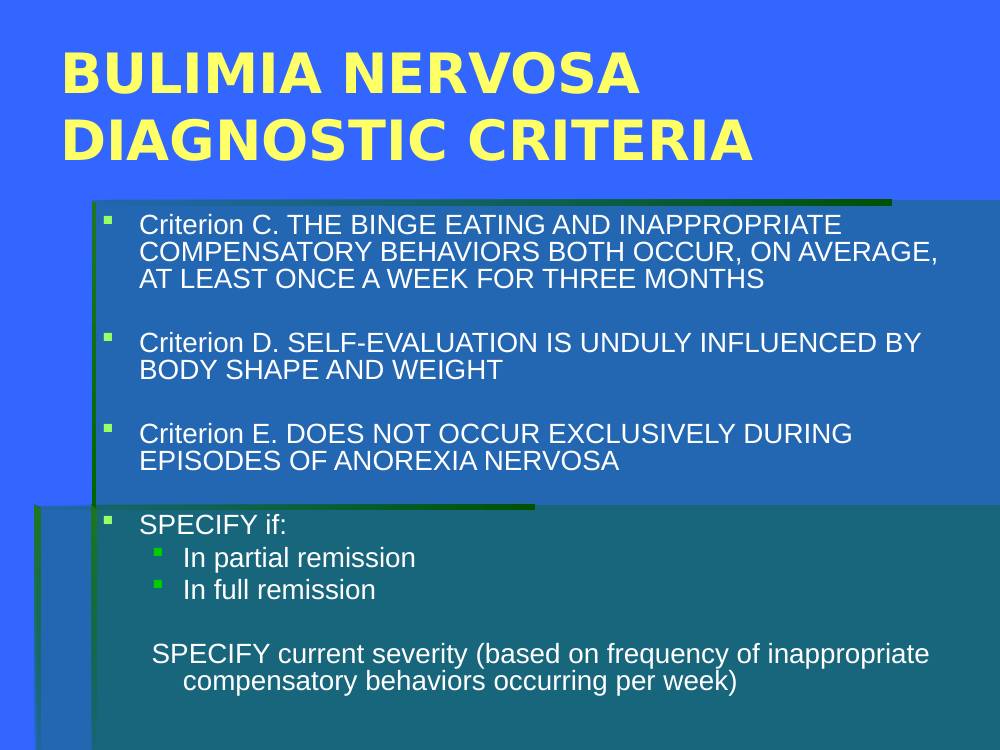 BULIMIA NERVOSA
DIAGNOSTIC CRITERIA
Criterion C. THE BINGE EATING AND INAPPROPRIATE
COMPENSATORY BEHAVIORS BOTH OCCUR, ON AVERAGE,
AT LEAST ONCE A WEEK FOR THREE MONTHS
Criterion D. SELF-EVALUATION IS UNDULY INFLUENCED BY
BODY SHAPE AND WEIGHT
Criterion E. DOES NOT OCCUR EXCLUSIVELY DURING
EPISODES OF ANOREXIA NERVOSA
SPECIFY if:
In partial remission
In full remission
SPECIFY current severity (based on frequency of inappropriate
compensatory behaviors occurring per week)